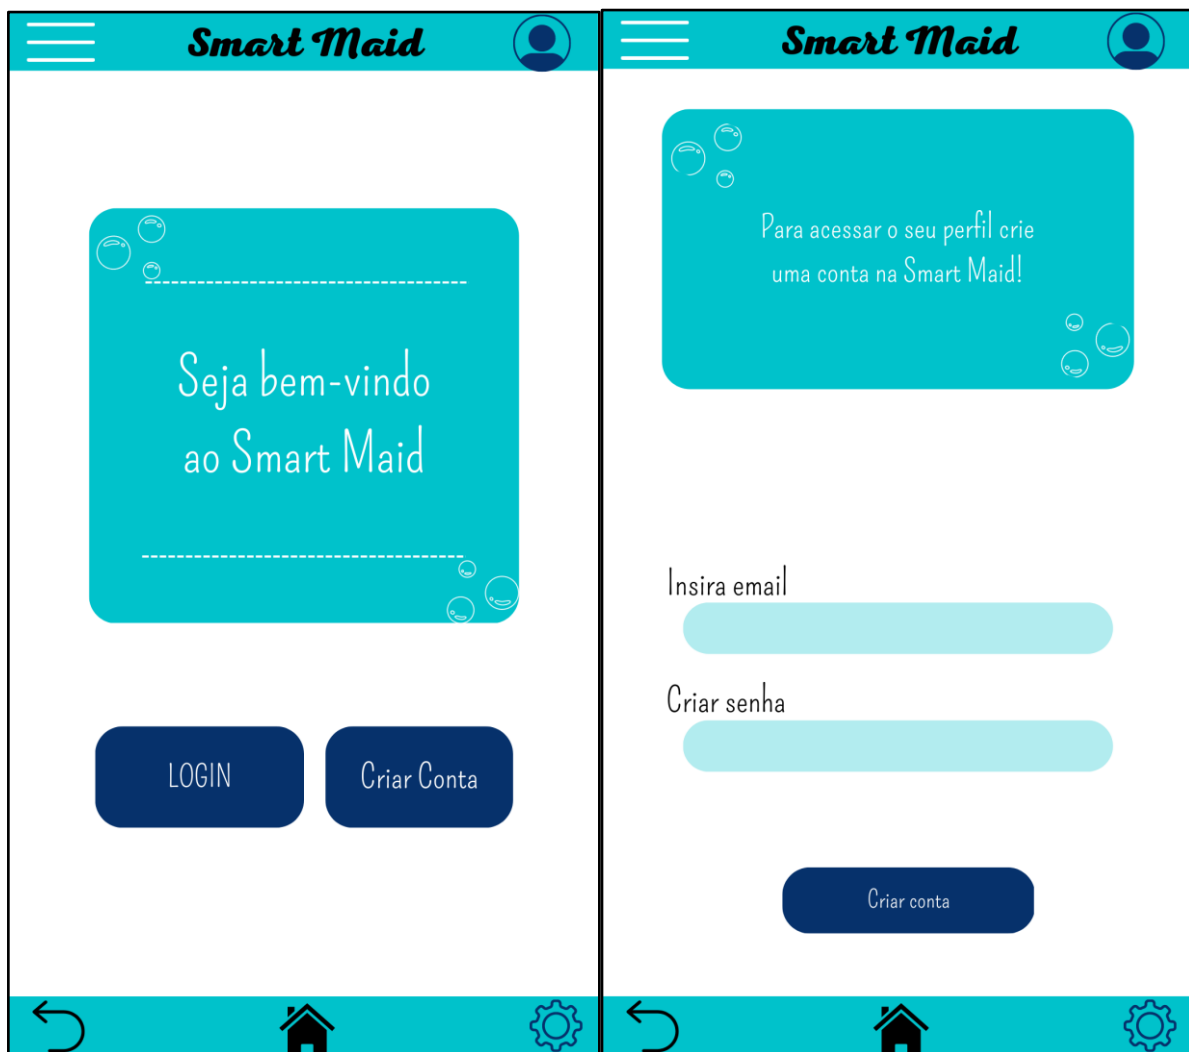 Smart Maid
Seja bem-vindo
ao Smart Maid
LOGIN
Criar Conta
Smart Maid
Para acessar o seu perfil crie
uma conta na Smart Maid!
Insira email
Criar senha
Criar conta